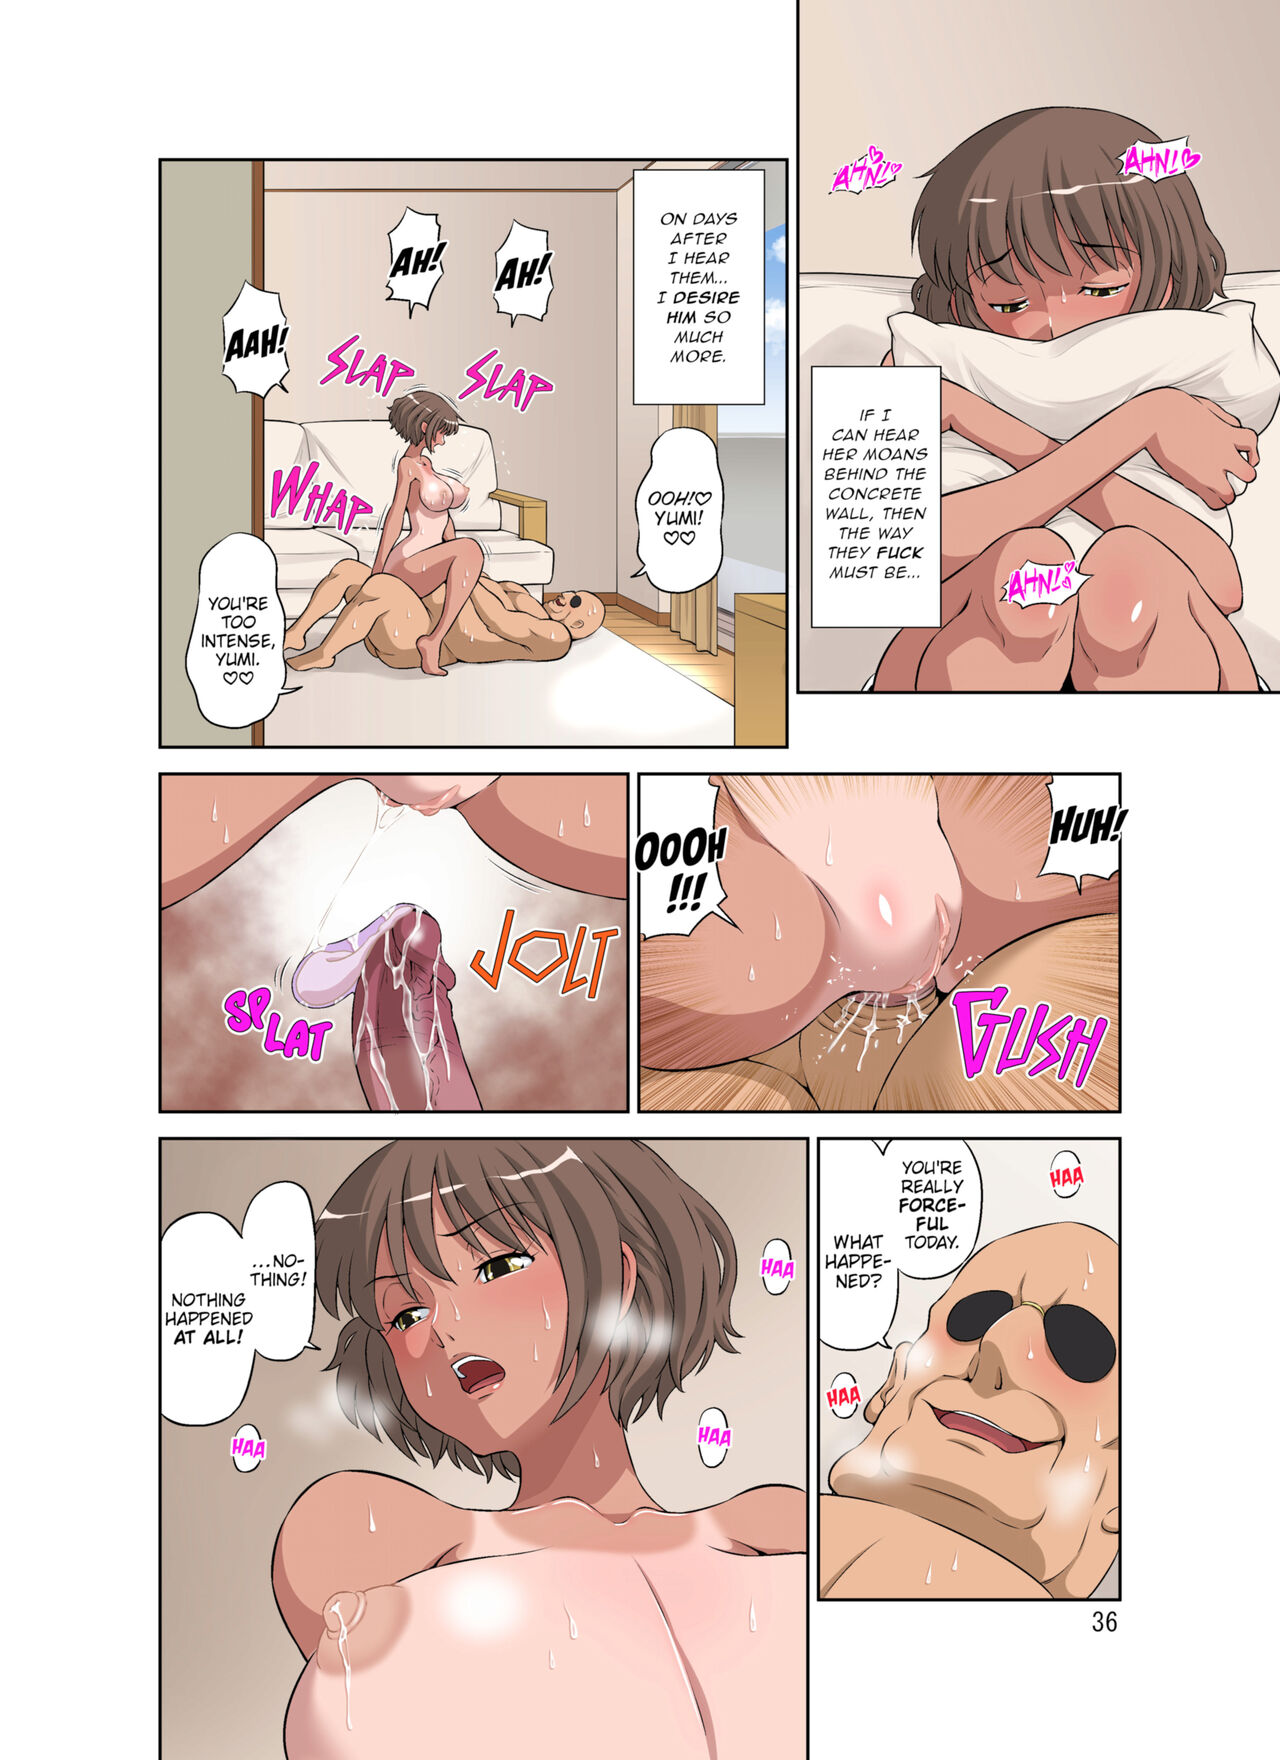 AHN!♡
AHN!♡
IF I
CAN HEAR
HER MOANS
BEHIND THE
CONCRETE
WALL, THEN
THE WAY
THEY FUCK
MUST BE...
AHN!♡
ON DAYS
AFTER
I HEAR
THEM...
I DESIRE
HIM SO
MUCH
MORE.
AH!
AH!
AAH!
SLAP
SLAP
WHAP
OOH!♡
YUMI!
♡♡
YOU'RE
TOO
INTENSE,
YUMI.
♡♡
HUH!
OOOH
!!!
GUSH
JOLT
SPLAT
YOU'RE
REALLY
FORCE-
FUL
TODAY.
WHAT
HAPPE-
NED?
HAA
HAA
...NO-
THING!
NOTHING
HAPPENED
AT ALL!
HAA
HAA
HAA
36